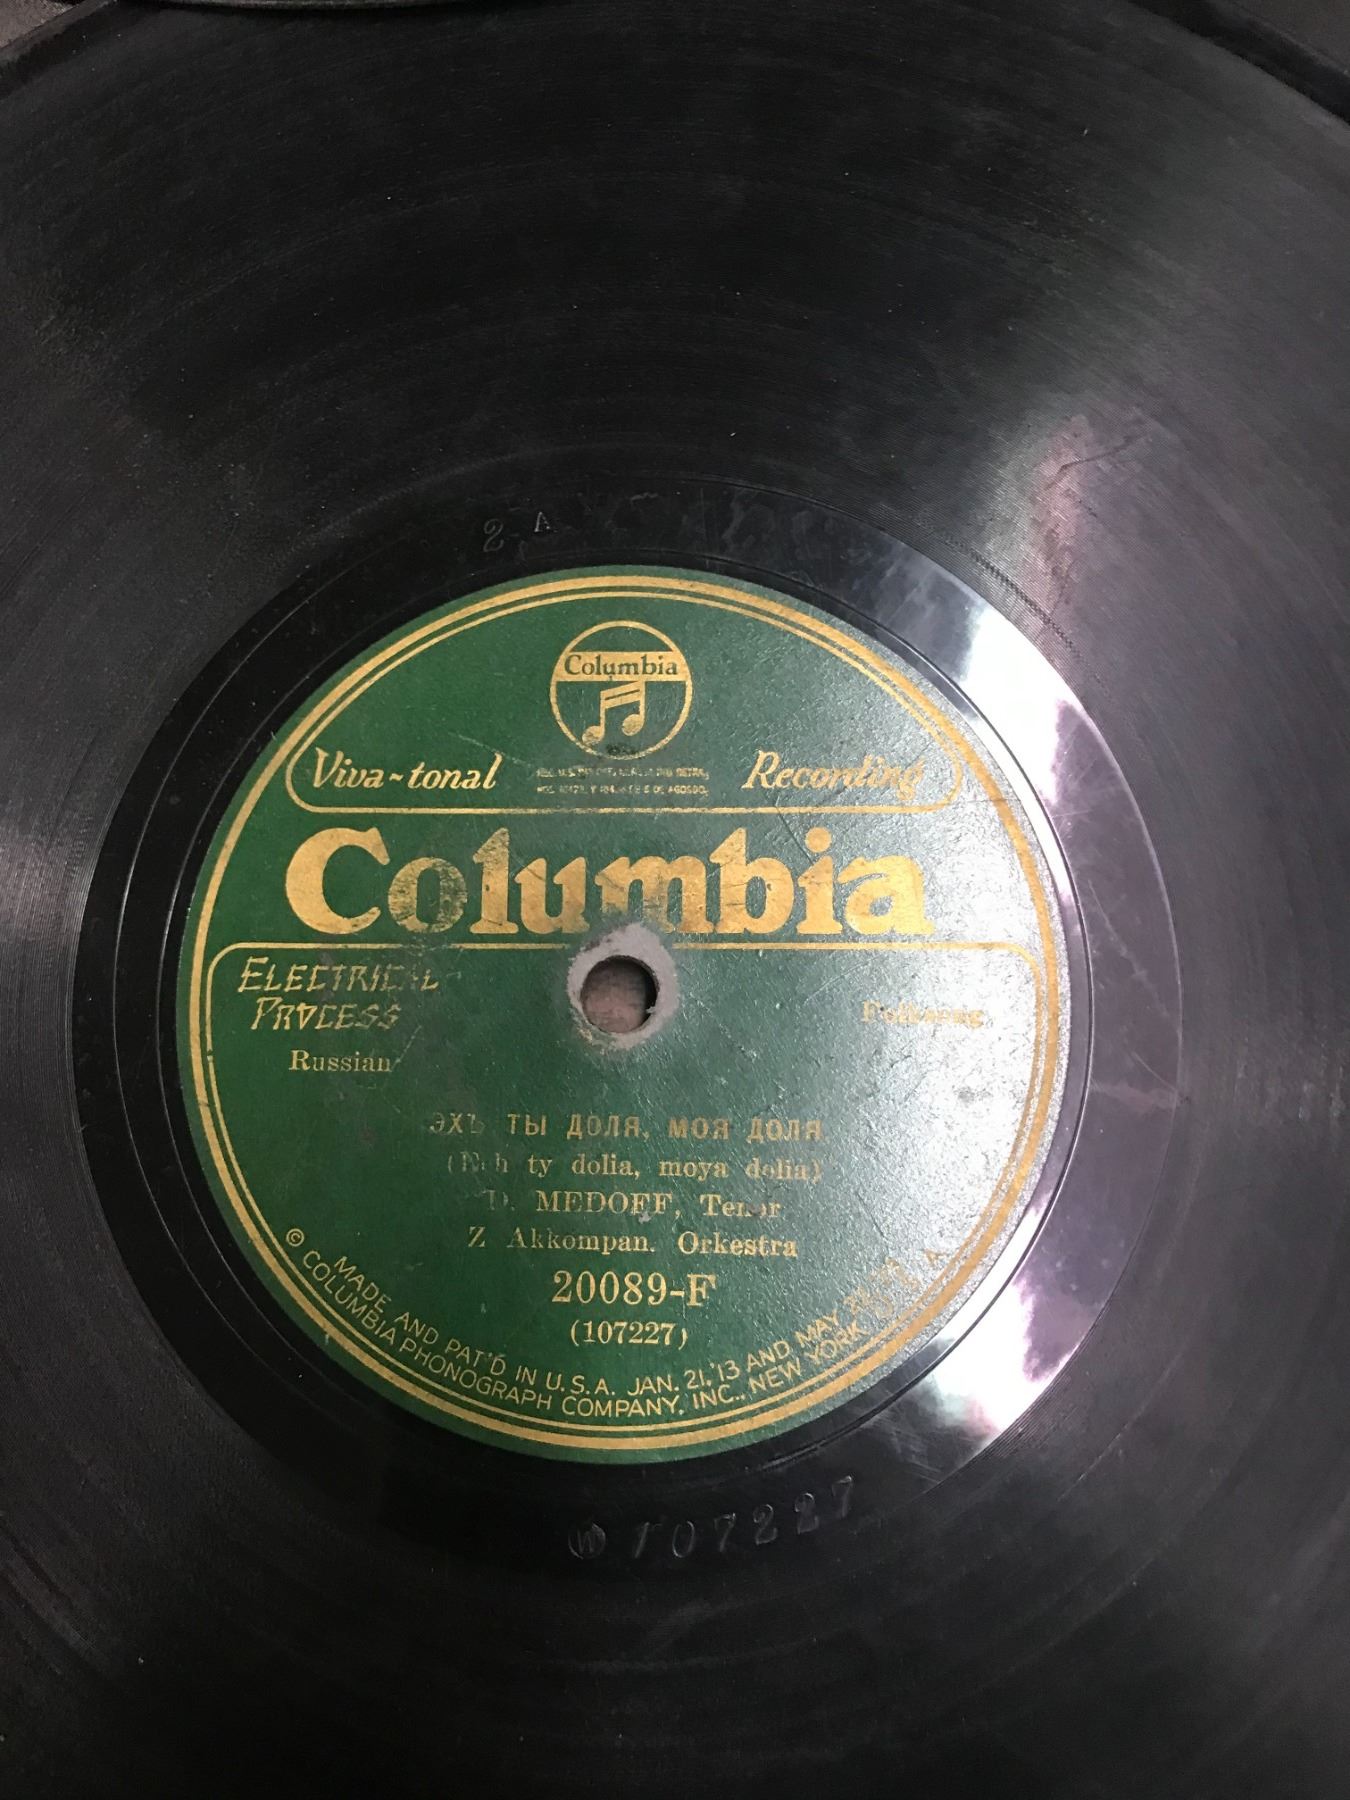 2 A
Columbia
Viva-tonal Recording
Columbia
ELECTRICAL
PROCESS
Folksong
Russian
ЭХЪ ТЫ ДОЛЯ, МОЯ ДОЛЯ
(Ech ty dolia, moya dolia)
D. MEDOFF, Tenor
Z Akkompan. Orkestra
20089-F
(107227)
MADE AND PAT'D IN U.S.A. JAN. 21, '13 AND MAY
© COLUMBIA PHONOGRAPH COMPANY, INC., NEW YORK U.S.A.
W 107227